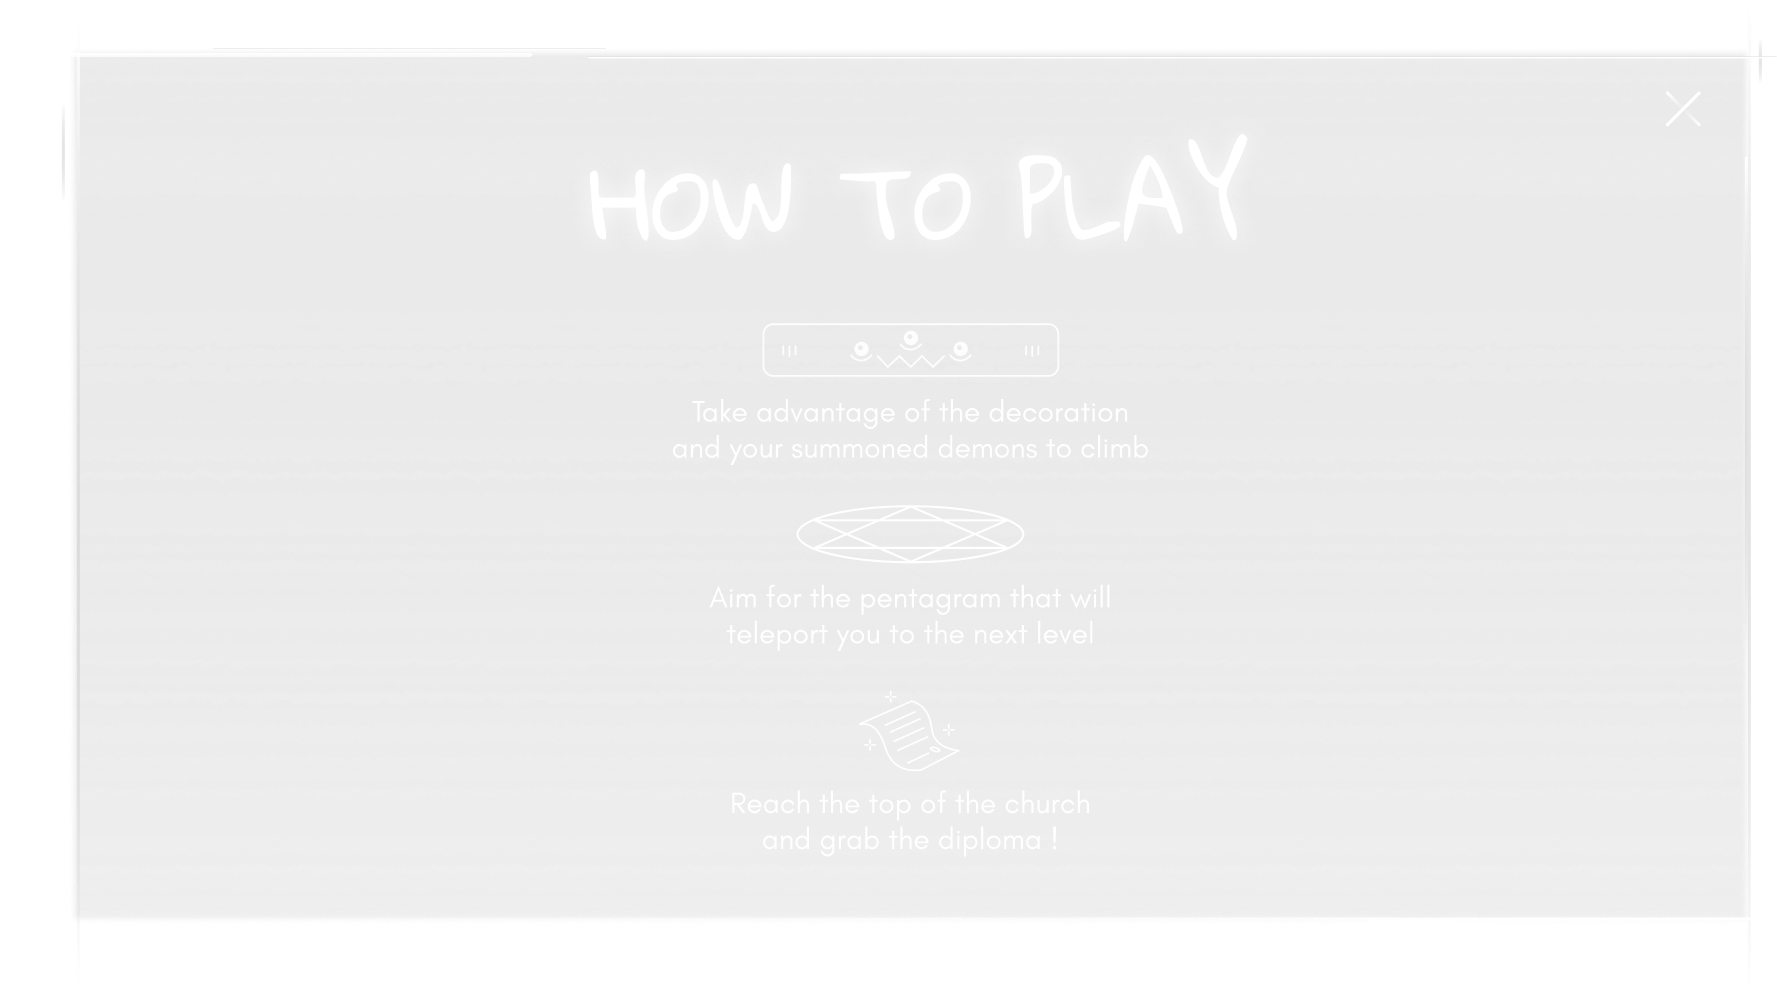 HOW TO PLAY
Take advantage of the decoration
and your summoned demons to climb
Aim for the pentagram that will
teleport you to the next level
Reach the top of the church
and grab the diploma !